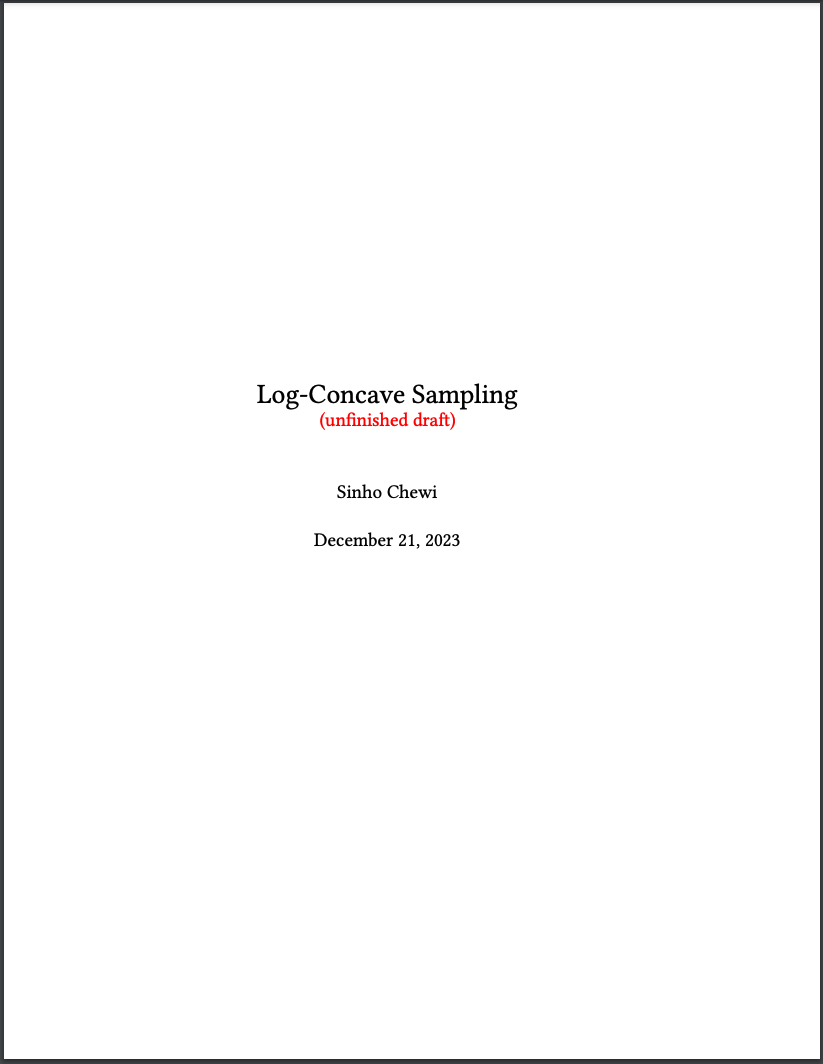 Log-Concave Sampling
(unfinished draft)
Sinho Chewi
December 21, 2023